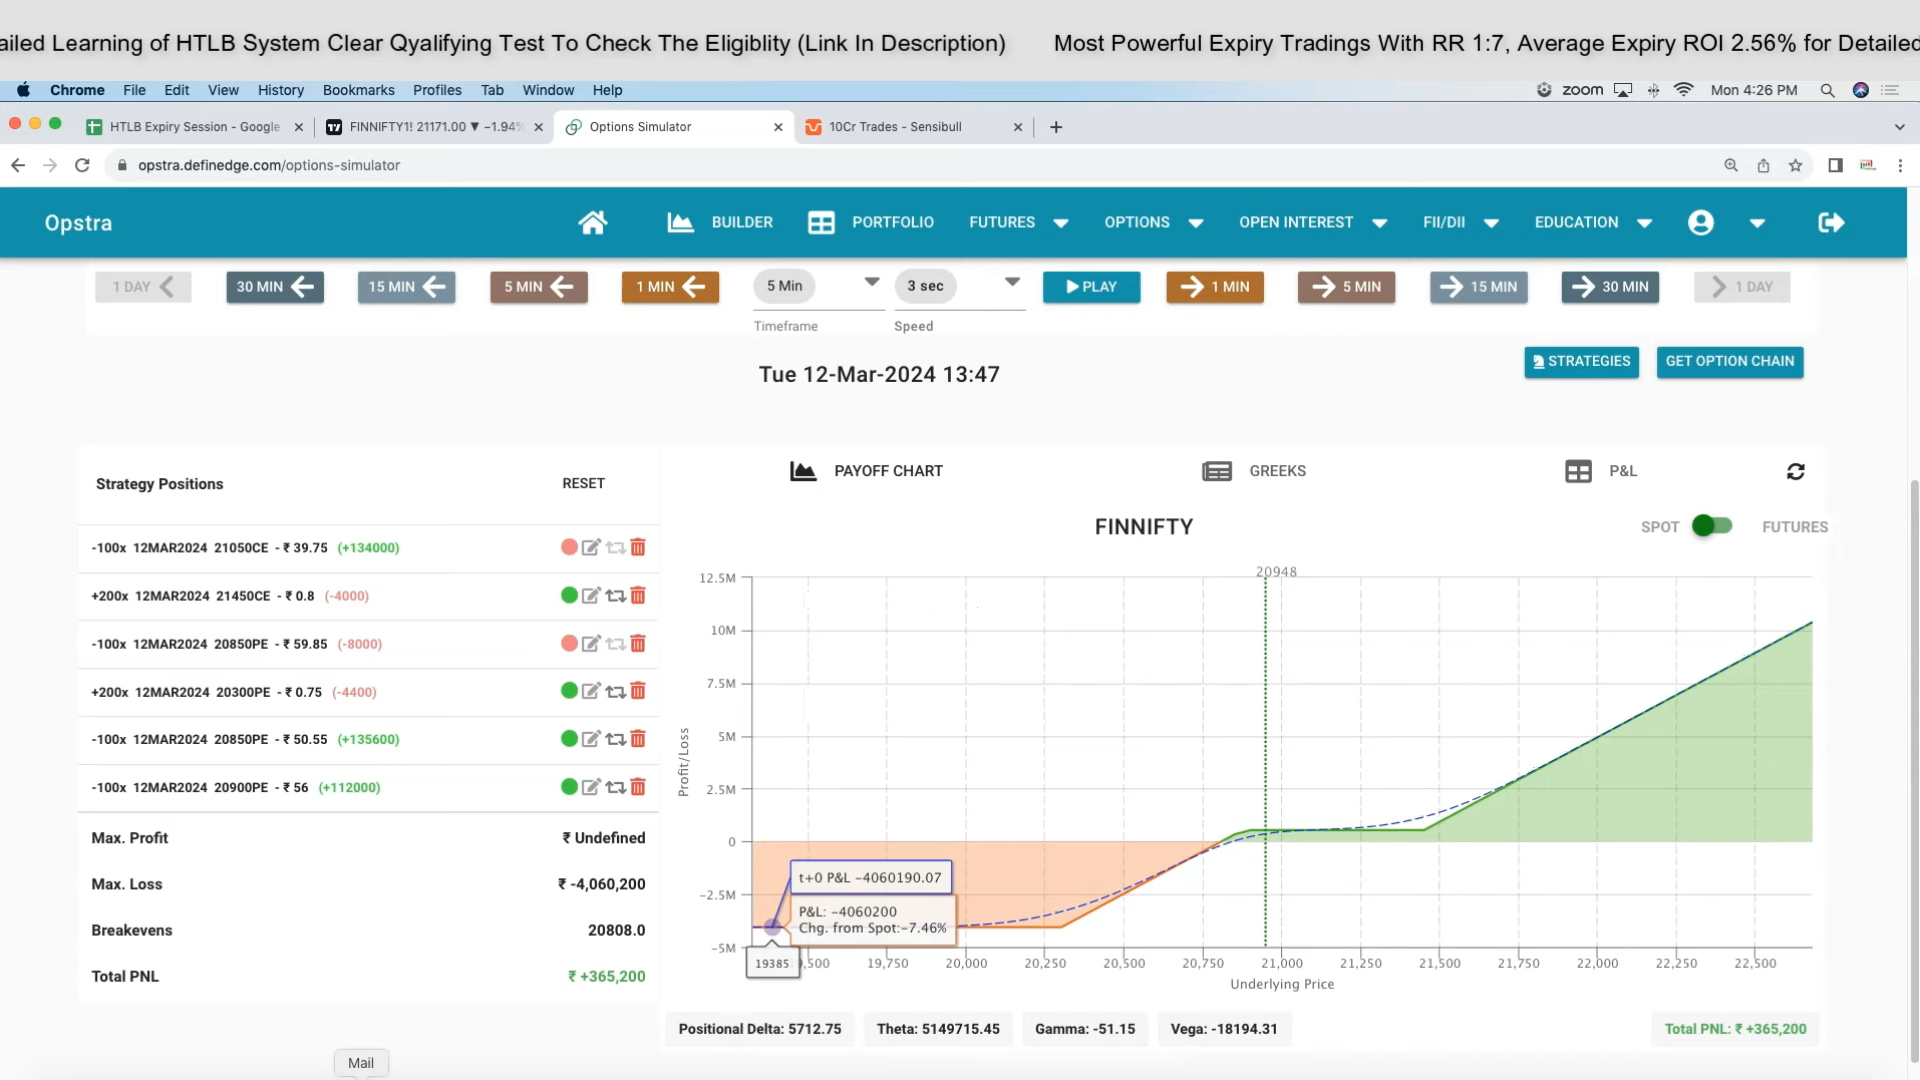 ailed Learning of HTLB System Clear Qyalifying Test To Check The Eligiblity (Link In Description) Most Powerful Expiry Tradings With RR 1:7, Average Expiry ROI 2.56% for Detailed
Chrome File Edit View History Bookmarks Profiles Tab Window Help zoom Mon 4:26 PM
HTLB Expiry Session - Google FINNIFTY1! 21171.00 ▼ −1.94% Options Simulator 10Cr Trades - Sensibull
opstra.definedge.com/options-simulator
Opstra BUILDER PORTFOLIO FUTURES OPTIONS OPEN INTEREST FII/DII EDUCATION
1 DAY 30 MIN 15 MIN 5 MIN 1 MIN 5 Min 3 sec PLAY 1 MIN 5 MIN 15 MIN 30 MIN 1 DAY
Timeframe Speed
Tue 12-Mar-2024 13:47
STRATEGIES GET OPTION CHAIN
Strategy Positions RESET
-100x 12MAR2024 21050CE - ₹ 39.75 (+134000)
+200x 12MAR2024 21450CE - ₹ 0.8 (-4000)
-100x 12MAR2024 20850PE - ₹ 59.85 (-8000)
+200x 12MAR2024 20300PE - ₹ 0.75 (-4400)
-100x 12MAR2024 20850PE - ₹ 50.55 (+135600)
-100x 12MAR2024 20900PE - ₹ 56 (+112000)
Max. Profit ₹ Undefined
Max. Loss ₹ -4,060,200
Breakevens 20808.0
Total PNL ₹ +365,200
PAYOFF CHART GREEKS P&L
FINNIFTY
SPOT FUTURES
20948
12.5M
10M
7.5M
5M
2.5M
0
−2.5M
−5M
Profit/Loss
t+0 P&L −4060190.07
P&L: −4060200
Chg. from Spot:−7.46%
19385 ,500 19,750 20,000 20,250 20,500 20,750 21,000 21,250 21,500 21,750 22,000 22,250 22,500
Underlying Price
Positional Delta: 5712.75 Theta: 5149715.45 Gamma: -51.15 Vega: -18194.31 Total PNL: ₹ +365,200
Mail